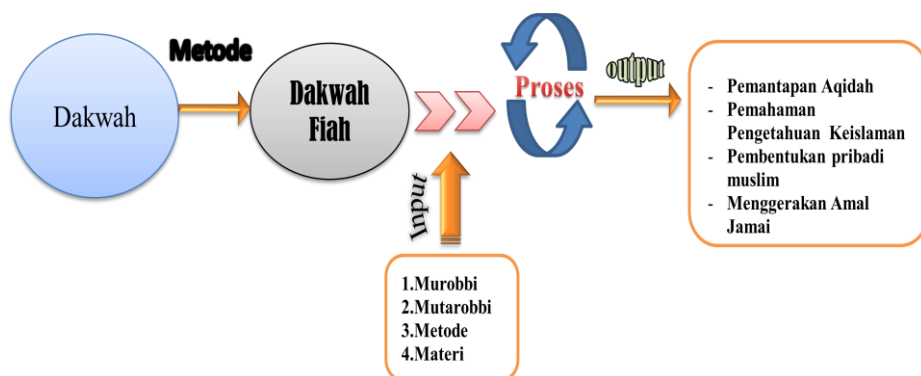 Metode
Dakwah
Dakwah
Fiah
Proses
output
Input
1.Murobbi
2.Mutarobbi
3.Metode
4.Materi
- Pemantapan Aqidah
- Pemahaman
Pengetahuan Keislaman
- Pembentukan pribadi
muslim
- Menggerakan Amal
Jamai